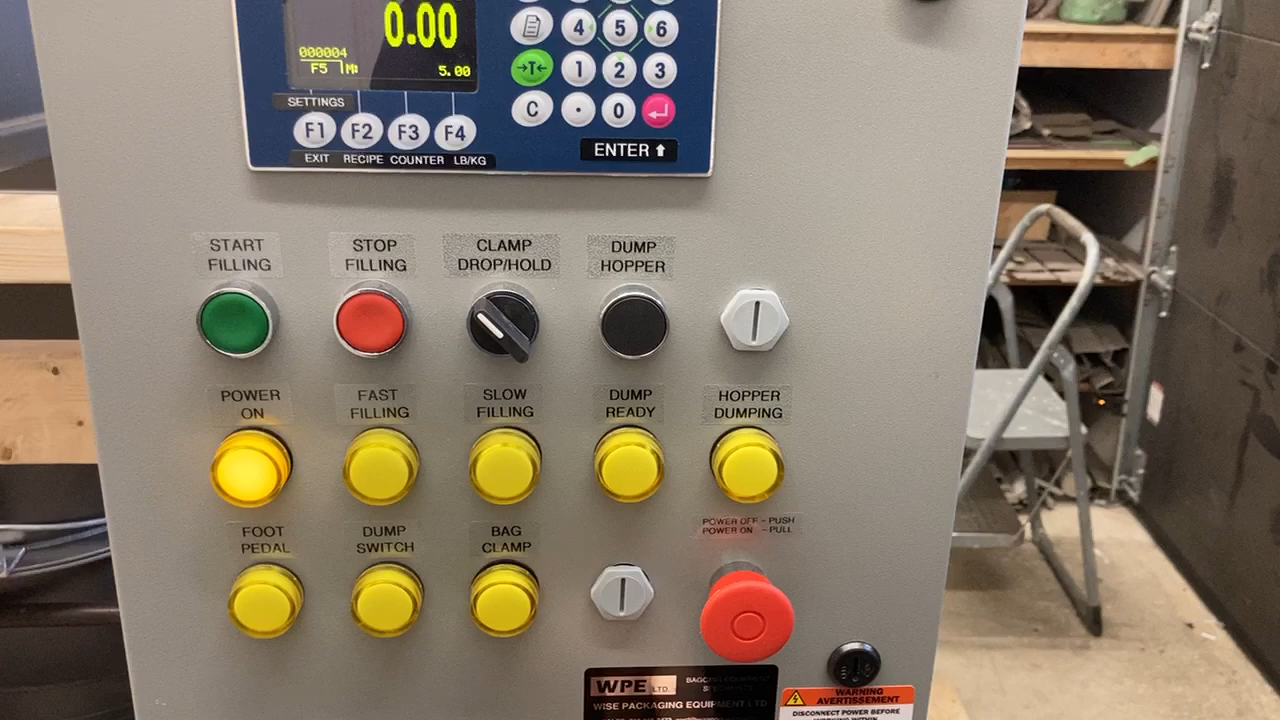 0.00
000004
F5 M: 5.00
4 5 6
→T← 1 2 3
C . 0
SETTINGS
F1 F2 F3 F4
EXIT RECIPE COUNTER LB/KG
ENTER ⬆
START FILLING
STOP FILLING
CLAMP DROP/HOLD
DUMP HOPPER
POWER ON
FAST FILLING
SLOW FILLING
DUMP READY
HOPPER DUMPING
FOOT PEDAL
DUMP SWITCH
BAG CLAMP
POWER OFF - PUSH
POWER ON - PULL
WPE LTD.
BAGGING EQUIPMENT
WISE PACKAGING EQUIPMENT LTD
WARNING
AVERTISSEMENT
DISCONNECT POWER BEFORE